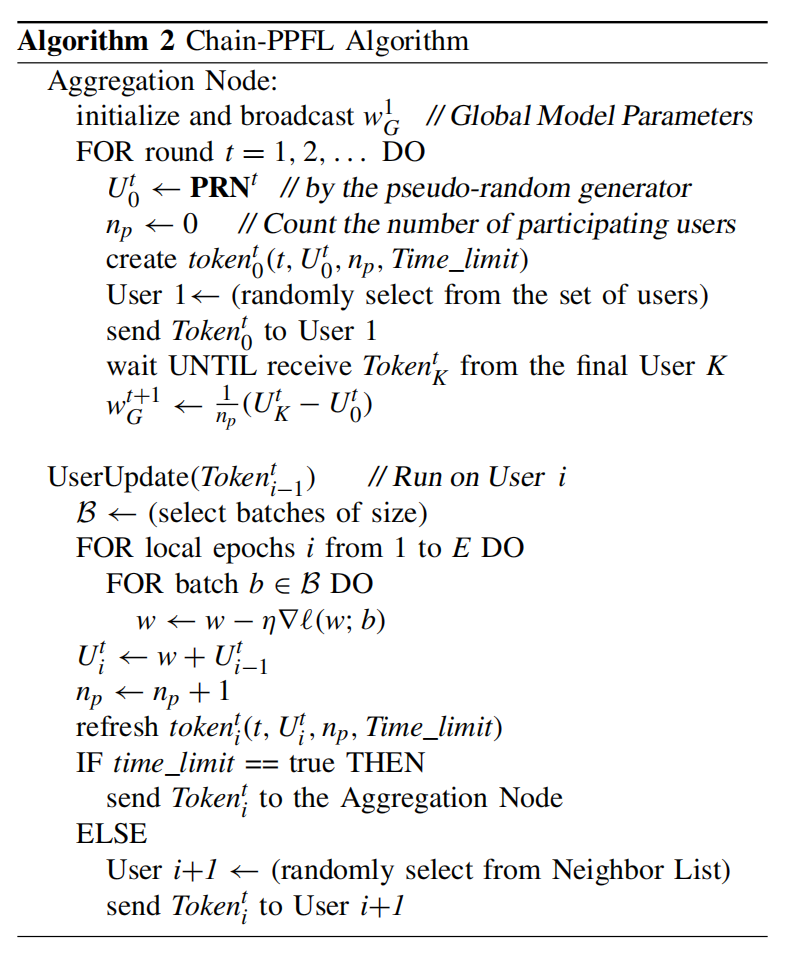 Algorithm 2 Chain-PPFL Algorithm
Aggregation Node:
initialize and broadcast $w_G^1$ // Global Model Parameters
FOR round $t = 1, 2, \ldots$ DO
$U_0^t \leftarrow \mathbf{PRN}^t$ // by the pseudo-random generator
$n_p \leftarrow 0$ // Count the number of participating users
create $token_0^t(t, U_0^t, n_p, Time\_limit)$
User 1← (randomly select from the set of users)
send $Token_0^t$ to User 1
wait UNTIL receive $Token_K^t$ from the final User $K$
$w_G^{t+1} \leftarrow \frac{1}{n_p}(U_K^t - U_0^t)$
UserUpdate($Token_{i-1}^t$) // Run on User i
$\mathcal{B} \leftarrow$ (select batches of size)
FOR local epochs $i$ from 1 to $E$ DO
FOR batch $b \in \mathcal{B}$ DO
$w \leftarrow w - \eta\nabla\ell(w; b)$
$U_i^t \leftarrow w + U_{i-1}^t$
$n_p \leftarrow n_p + 1$
refresh $token_i^t(t, U_i^t, n_p, Time\_limit)$
IF time_limit == true THEN
send $Token_i^t$ to the Aggregation Node
ELSE
User i+1 ← (randomly select from Neighbor List)
send $Token_i^t$ to User i+1